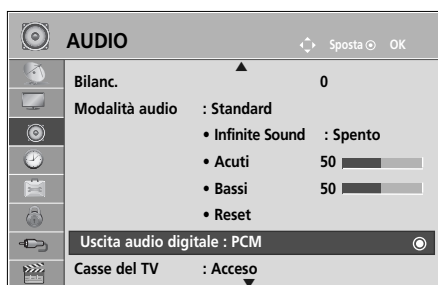 AUDIO Sposta OK
Bilanc. 0
Modalità audio : Standard
• Infinite Sound : Spento
• Acuti 50
• Bassi 50
• Reset
Uscita audio digitale : PCM
Casse del TV : Acceso